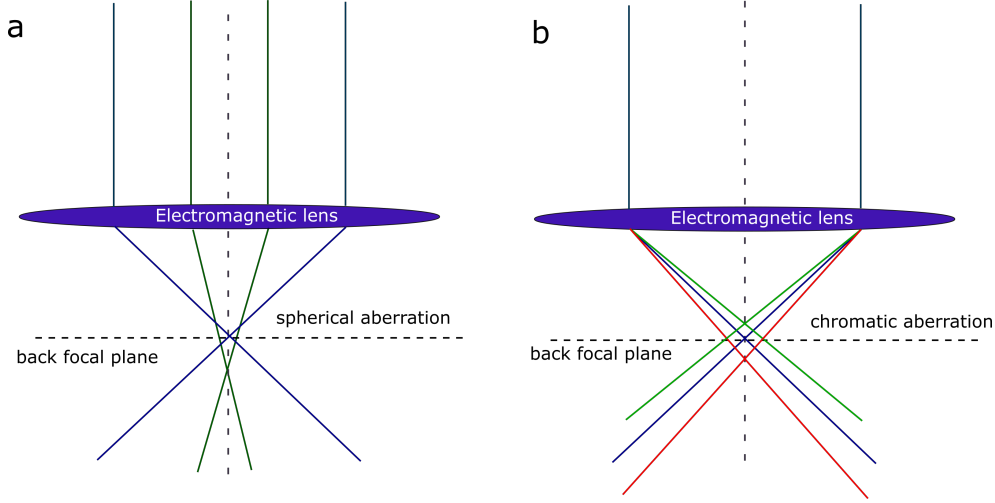 a
Electromagnetic lens
spherical aberration
back focal plane
b
Electromagnetic lens
chromatic aberration
back focal plane